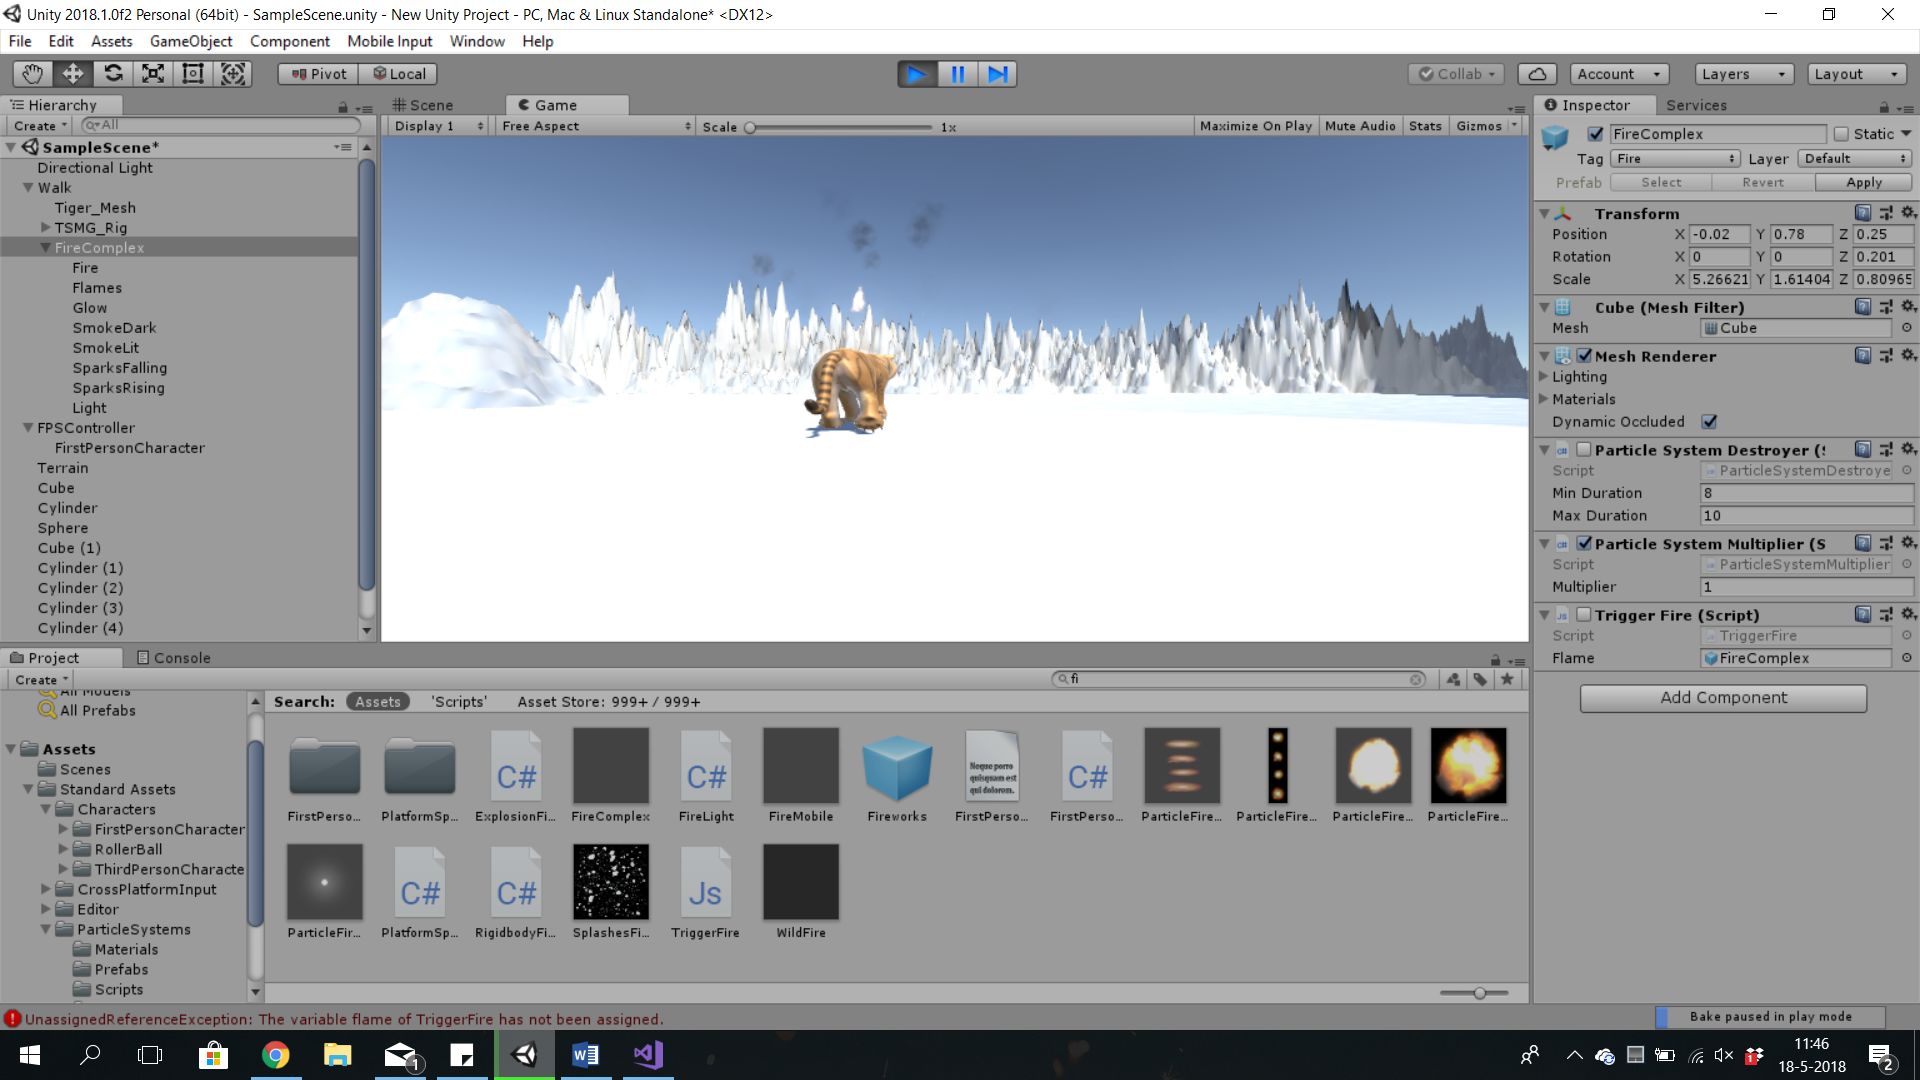 Unity 2018.1.0f2 Personal (64bit) - SampleScene.unity - New Unity Project - PC, Mac & Linux Standalone* <DX12>
File Edit Assets GameObject Component Mobile Input Window Help
Pivot Local Collab Account Layers Layout
Hierarchy Scene Game Inspector Services
Create All Display 1 Free Aspect Scale 1x Maximize On Play Mute Audio Stats Gizmos
SampleScene*
Directional Light
Walk
Tiger_Mesh
TSMG_Rig
FireComplex
Fire
Flames
Glow
SmokeDark
SmokeLit
SparksFalling
SparksRising
Light
FPSController
FirstPersonCharacter
Terrain
Cube
Cylinder
Sphere
Cube (1)
Cylinder (1)
Cylinder (2)
Cylinder (3)
Cylinder (4)
FireComplex Static
Tag Fire Layer Default
Prefab Select Revert Apply
Transform
Position X -0.02 Y 0.78 Z 0.25
Rotation X 0 Y 0 Z 0.201
Scale X 5.26621 Y 1.61404 Z 0.80965
Cube (Mesh Filter)
Mesh Cube
Mesh Renderer
Lighting
Materials
Dynamic Occluded
Particle System Destroyer (S
Script ParticleSystemDestroye
Min Duration 8
Max Duration 10
Particle System Multiplier (S
Script ParticleSystemMultiplier
Multiplier 1
Trigger Fire (Script)
Script TriggerFire
Flame FireComplex
Add Component
Project Console
Create fi
All Models
All Prefabs
Assets
Scenes
Standard Assets
Characters
FirstPersonCharacter
RollerBall
ThirdPersonCharacte
CrossPlatformInput
Editor
ParticleSystems
Materials
Prefabs
Scripts
Search: Assets 'Scripts' Asset Store: 999+ / 999+
C# C# Neque porro quisquam est qui dolorem. C#
FirstPerso... PlatformSp... ExplosionFi... FireComplex FireLight FireMobile Fireworks FirstPerso... FirstPerso... ParticleFire... ParticleFire... ParticleFire... ParticleFire...
C# C# Js
ParticleFir... PlatformSp... RigidbodyFi... SplashesFi... TriggerFire WildFire
UnassignedReferenceException: The variable flame of TriggerFire has not been assigned.
Bake paused in play mode
1
1
11:46
18-5-2018
2